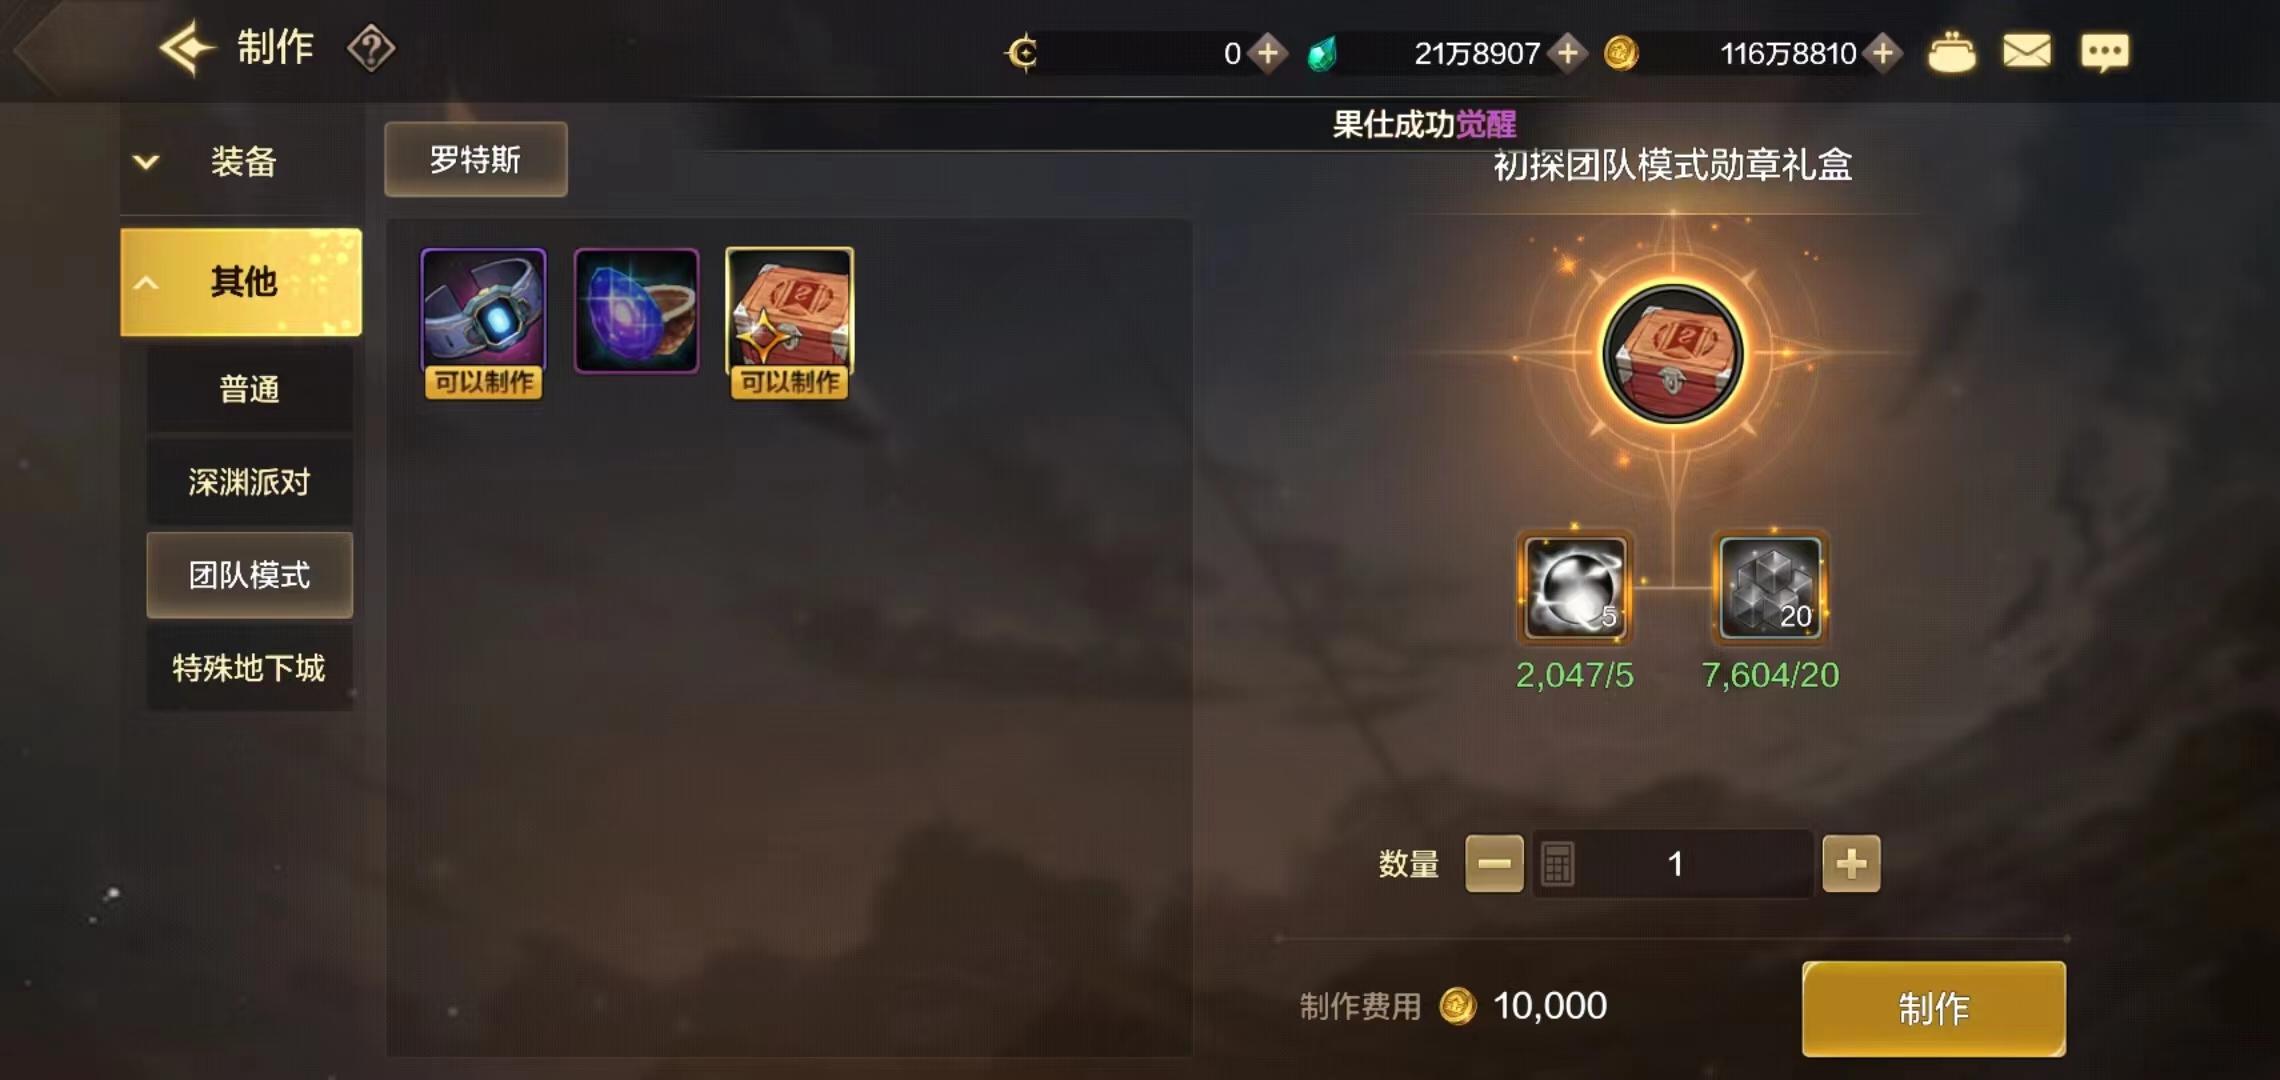 制作
0
21万8907
116万8810
果仕成功觉醒
装备
罗特斯
初探团队模式勋章礼盒
其他
可以制作
可以制作
普通
深渊派对
团队模式
特殊地下城
5
20
2,047/5
7,604/20
数量
1
制作费用
10,000
制作